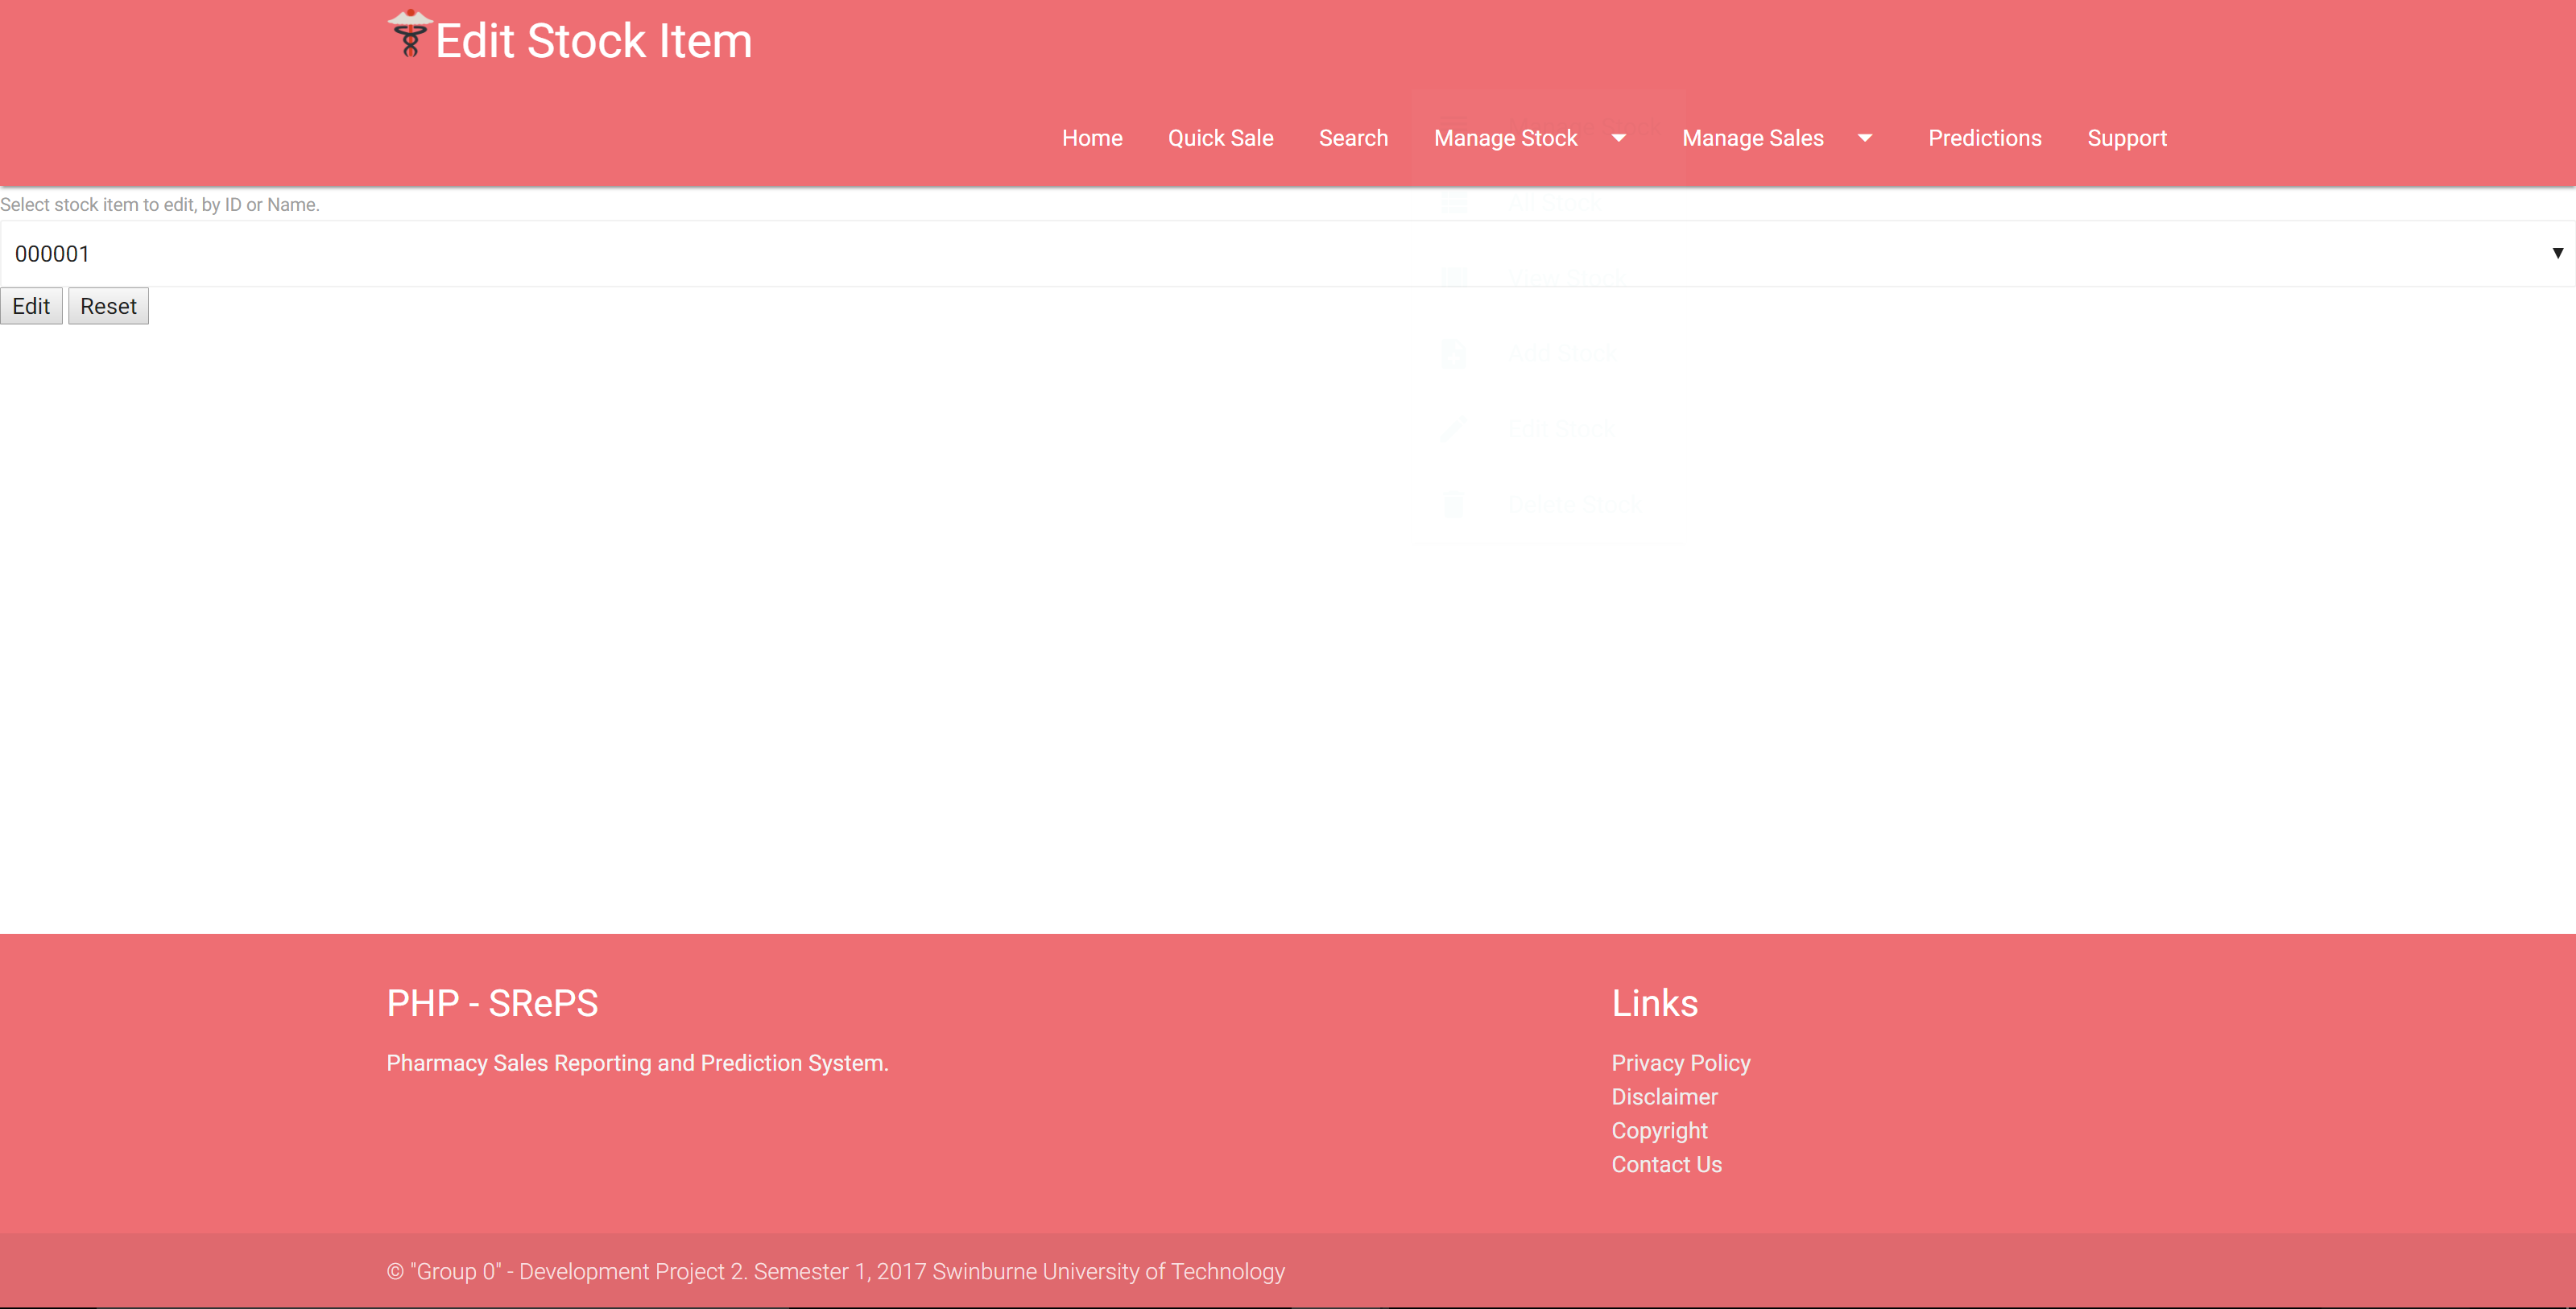 Edit Stock Item
Home Quick Sale Search Manage Stock Manage Sales Predictions Support
Select stock item to edit, by ID or Name.
000001
Edit Reset
All Stock
View Stock
Add Stock
Edit Stock
Delete Stock
PHP - SRePS
Pharmacy Sales Reporting and Prediction System.
Links
Privacy Policy
Disclaimer
Copyright
Contact Us
© "Group 0" - Development Project 2. Semester 1, 2017 Swinburne University of Technology